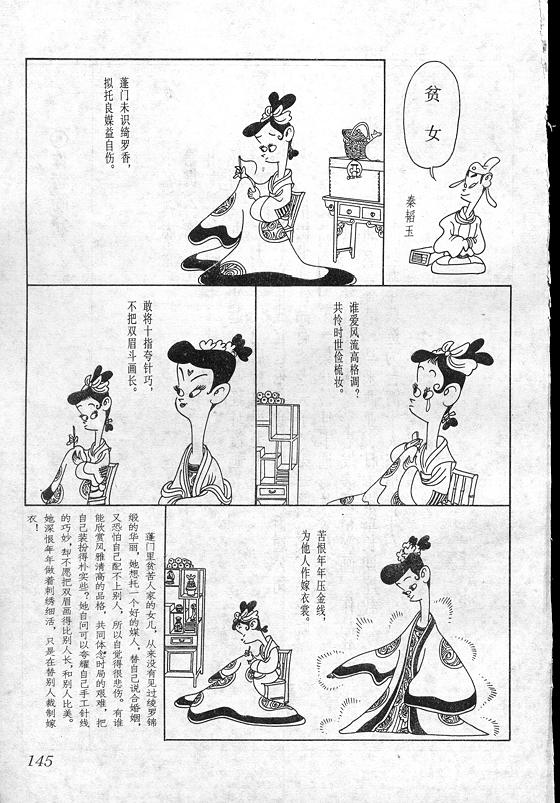 贫女
秦韬玉
蓬门未识绮罗香，
拟托良媒益自伤。
谁爱风流高格调？
共怜时世俭梳妆。
敢将十指夸针巧，
不把双眉斗画长。
苦恨年年压金线，
为他人作嫁衣裳。
蓬门里贫苦人家的女儿，从来没有见过绫罗锦
缎的华丽，她想托一个好的媒人，替自己说合婚姻，
又恐怕自己配不上别人，所以自觉得很悲伤。有谁
能欣赏风雅清高的品格，共同体念时局的艰难，把
自己装扮得朴实些？她自问可以夸耀自己手工针线
的巧妙，却不愿把双眉画得比别人长，和别人比美。
她深恨年年做着刺绣细活，只是在替别人裁制嫁
衣！
145